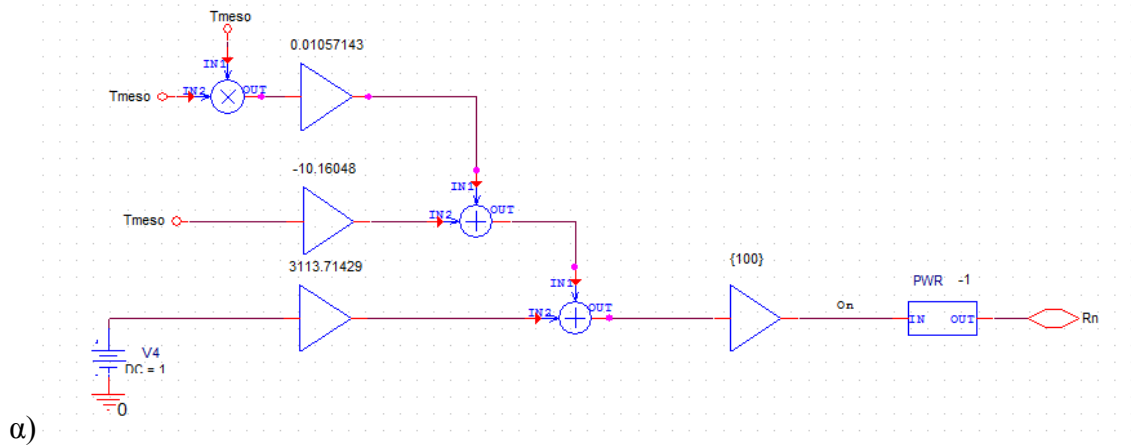 Tmeso
0.01057143
IN1
Tmeso IN2 OUT
-10.16048
IN1
Tmeso IN2 OUT
3113.71429
{100}
IN1
PWR -1
IN2 OUT
On
IN OUT Rn
V4
DC = 1
0
α)